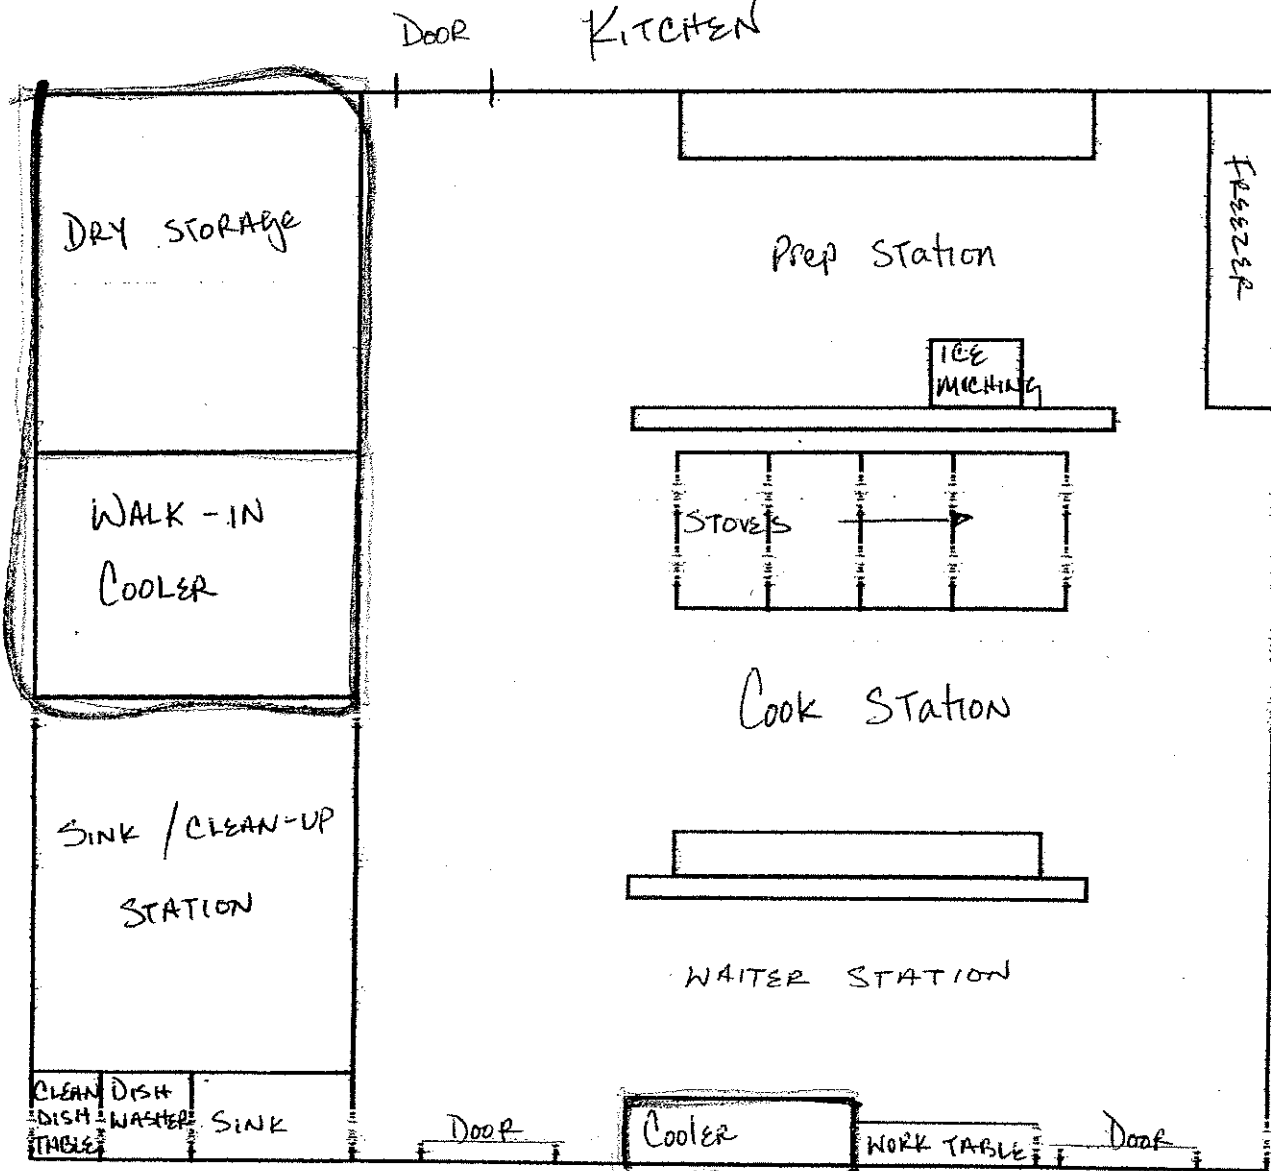 DOOR KITCHEN
DRY STORAGE
FREEZER
Prep Station
ICE
MICHING
WALK-IN
COOLER
STOVES
Cook Station
SINK / CLEAN-UP
STATION
WAITER STATION
CLEAN
DISH
TABLE
DISH
WASHER
SINK
DOOR
COOLER
WORK TABLE
DOOR